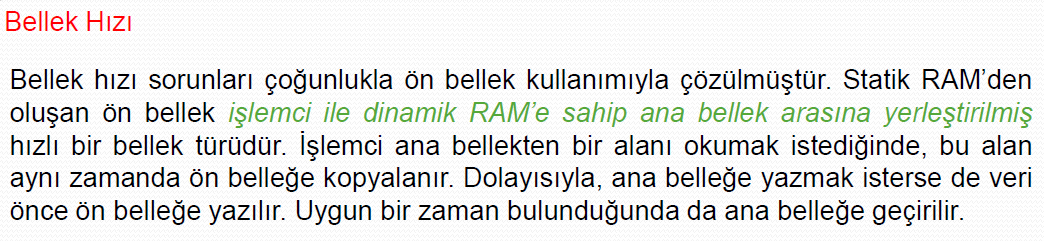 Bellek Hızı
Bellek hızı sorunları çoğunlukla ön bellek kullanımıyla çözülmüştür. Statik RAM’den
oluşan ön bellek işlemci ile dinamik RAM’e sahip ana bellek arasına yerleştirilmiş
hızlı bir bellek türüdür. İşlemci ana bellekten bir alanı okumak istediğinde, bu alan
aynı zamanda ön belleğe kopyalanır. Dolayısıyla, ana belleğe yazmak isterse de veri
önce ön belleğe yazılır. Uygun bir zaman bulunduğunda da ana belleğe geçirilir.